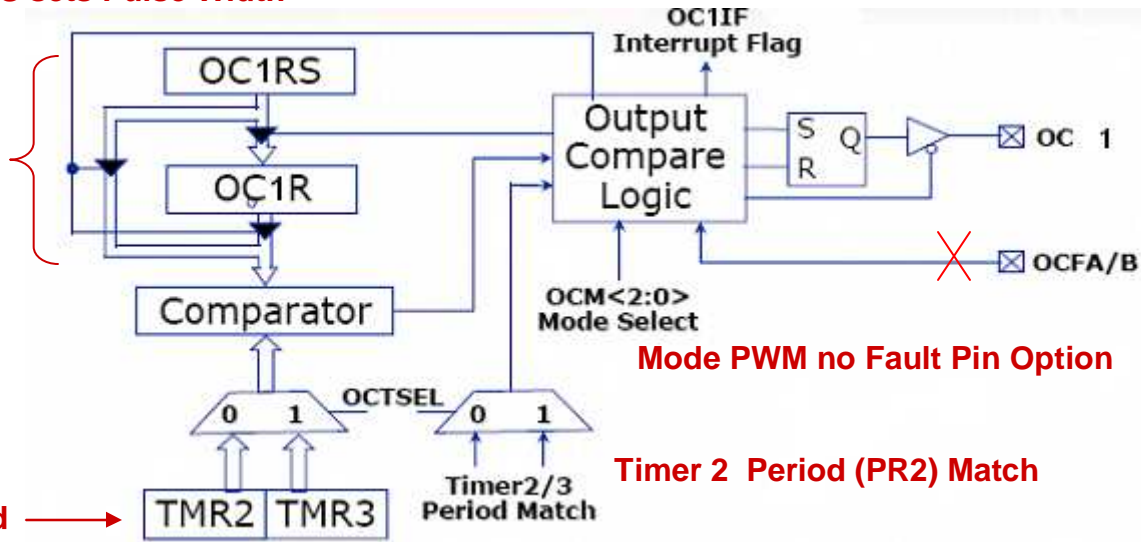 OC1IF
Interrupt Flag
OC1RS
OC1R
Comparator
Output
Compare
Logic
S
Q
R
OC 1
OCFA/B
OCM<2:0>
Mode Select
Mode PWM no Fault Pin Option
OCTSEL
0 1
0 1
Timer2/3
Period Match
Timer 2 Period (PR2) Match
TMR2 TMR3